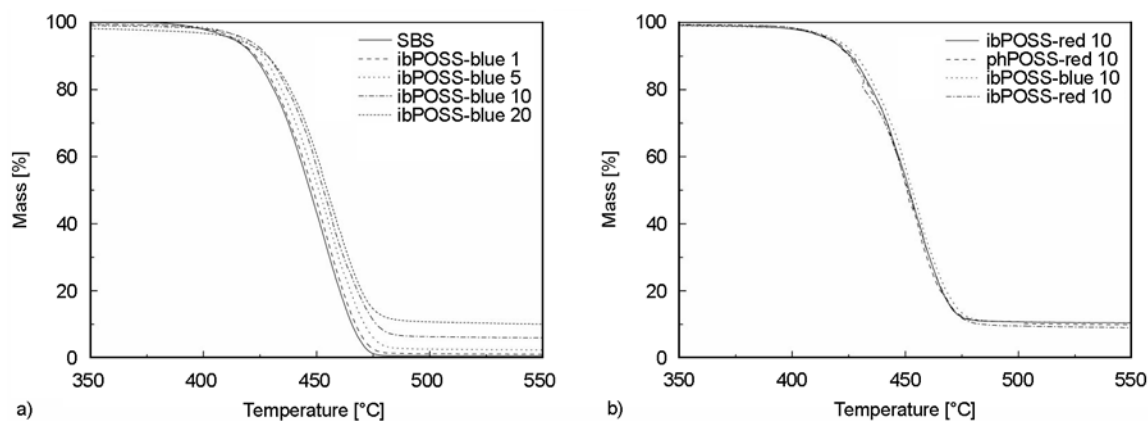 100
80
60
40
20
0
Mass [%]
350
400
450
500
550
Temperature [°C]
a)
SBS
ibPOSS-blue 1
ibPOSS-blue 5
ibPOSS-blue 10
ibPOSS-blue 20
100
80
60
40
20
0
Mass [%]
350
400
450
500
550
Temperature [°C]
b)
ibPOSS-red 10
phPOSS-red 10
ibPOSS-blue 10
ibPOSS-red 10